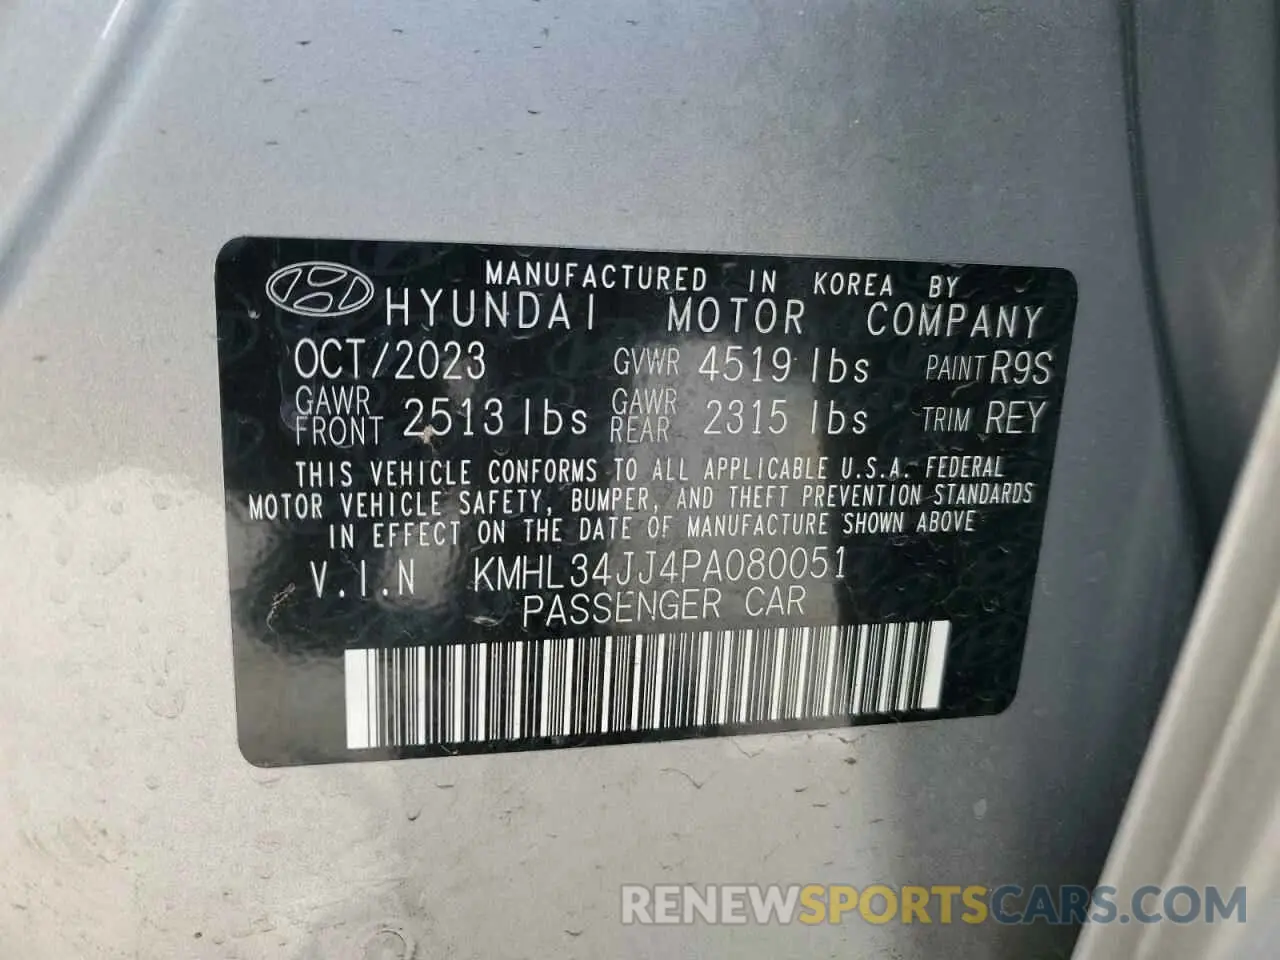 MANUFACTURED IN KOREA BY
HYUNDAI MOTOR COMPANY
OCT/2023 GVWR 4519 lbs PAINT R9S
GAWR FRONT 2513 lbs GAWR REAR 2315 lbs TRIM REY
THIS VEHICLE CONFORMS TO ALL APPLICABLE U.S.A. FEDERAL
MOTOR VEHICLE SAFETY, BUMPER, AND THEFT PREVENTION STANDARDS
IN EFFECT ON THE DATE OF MANUFACTURE SHOWN ABOVE
V.I.N KMHL34JJ4PA080051
PASSENGER CAR
RENEWSPORTSCARS.COM